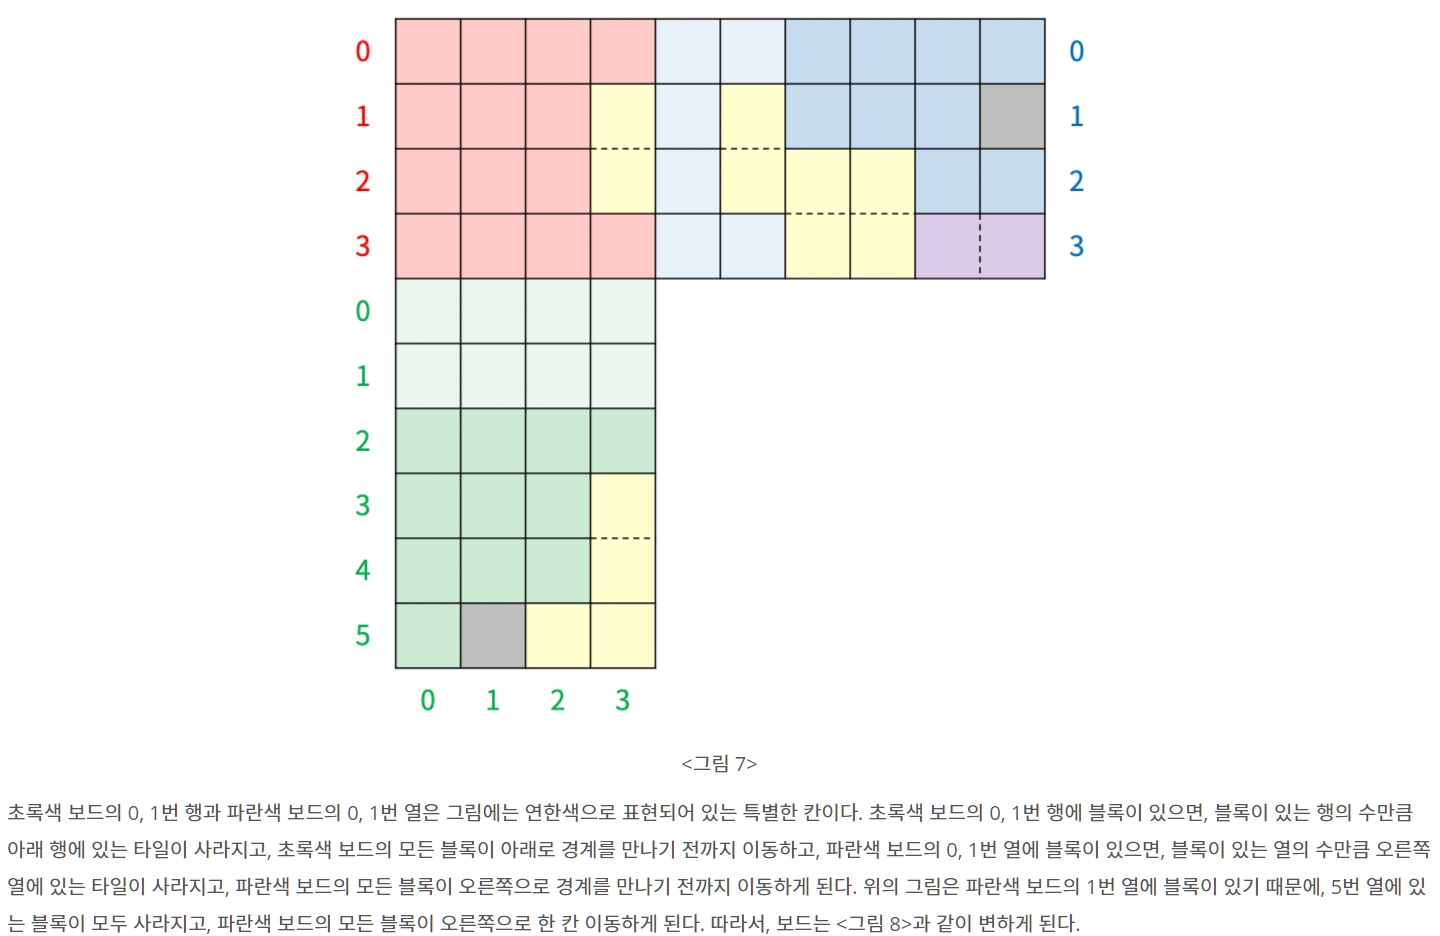 0 0
1 1
2 2
3 3
0
1
2
3
4
5
0 1 2 3
<그림 7>
초록색 보드의 0, 1번 행과 파란색 보드의 0, 1번 열은 그림에는 연한색으로 표현되어 있는 특별한 칸이다. 초록색 보드의 0, 1번 행에 블록이 있으면, 블록이 있는 행의 수만큼
아래 행에 있는 타일이 사라지고, 초록색 보드의 모든 블록이 아래로 경계를 만나기 전까지 이동하고, 파란색 보드의 0, 1번 열에 블록이 있으면, 블록이 있는 열의 수만큼 오른쪽
열에 있는 타일이 사라지고, 파란색 보드의 모든 블록이 오른쪽으로 경계를 만나기 전까지 이동하게 된다. 위의 그림은 파란색 보드의 1번 열에 블록이 있기 때문에, 5번 열에 있
는 블록이 모두 사라지고, 파란색 보드의 모든 블록이 오른쪽으로 한 칸 이동하게 된다. 따라서, 보드는 <그림 8>과 같이 변하게 된다.